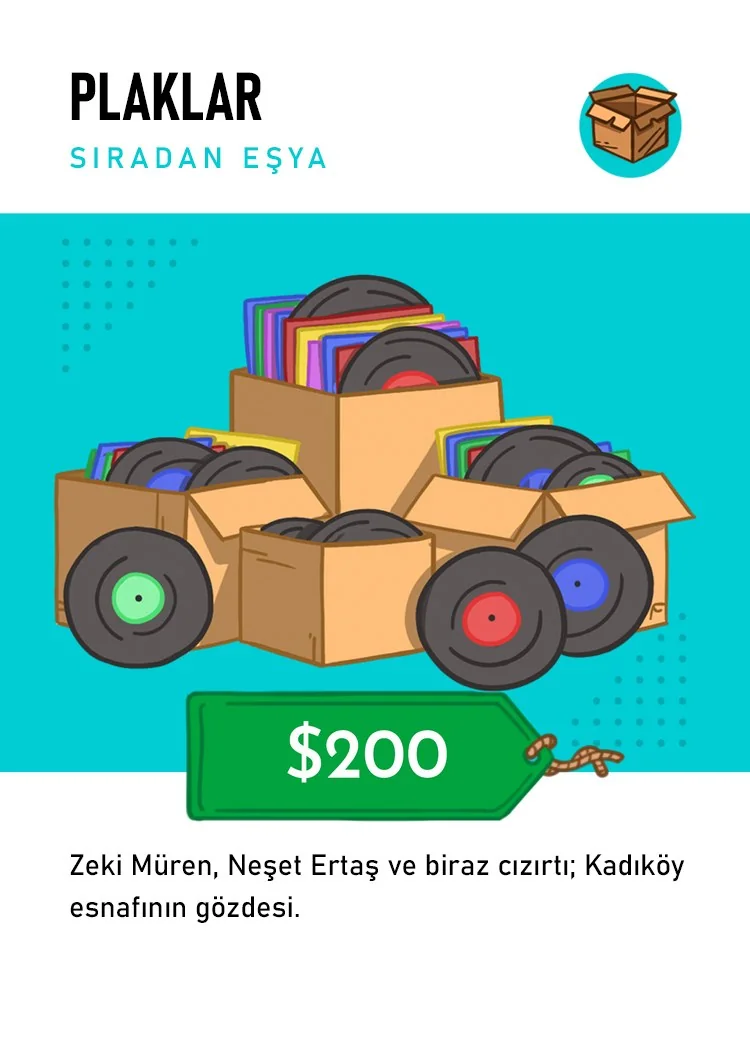 PLAKLAR
SIRADAN EŞYA
$200
Zeki Müren, Neşet Ertaş ve biraz cızırtı; Kadıköy
esnafının gözdesi.